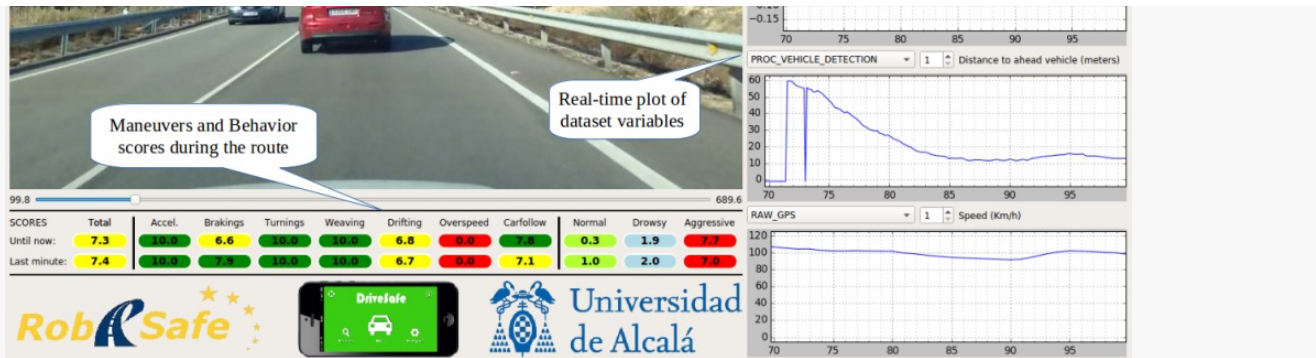 Maneuvers and Behavior
scores during the route
Real-time plot of
dataset variables
99.8 689.6
SCORES Total Accel. Brakings Turnings Weaving Drifting Overspeed Carfollow Normal Drowsy Aggressive
Until now: 7.3 10.0 6.6 10.0 10.0 6.8 0.0 7.8 0.3 1.9 7.7
Last minute: 7.4 10.0 7.9 10.0 10.0 6.7 0.0 7.1 1.0 2.0 7.0
RobSafe
DriveSafe
Universidad
de Alcalá
−0.15
70 75 80 85 90 95
PROC_VEHICLE_DETECTION 1 Distance to ahead vehicle (meters)
60
50
40
30
20
10
0
70 75 80 85 90 95
RAW_GPS 1 Speed (Km/h)
120
100
80
60
40
20
0
70 75 80 85 90 95